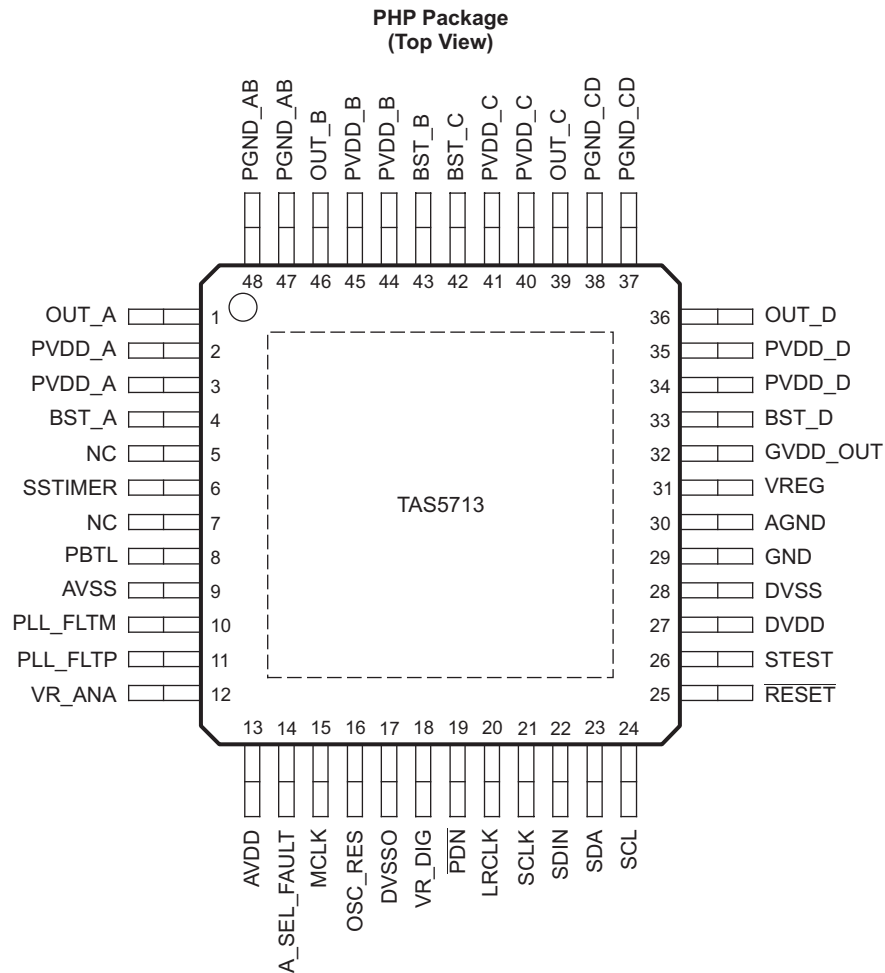 PHP Package
(Top View)
PGND_AB
PGND_AB
OUT_B
PVDD_B
PVDD_B
BST_B
BST_C
PVDD_C
PVDD_C
OUT_C
PGND_CD
PGND_CD
48 47 46 45 44 43 42 41 40 39 38 37
OUT_A 1 36 OUT_D
PVDD_A 2 35 PVDD_D
PVDD_A 3 34 PVDD_D
BST_A 4 33 BST_D
NC 5 32 GVDD_OUT
SSTIMER 6 31 VREG
TAS5713
NC 7 30 AGND
PBTL 8 29 GND
AVSS 9 28 DVSS
PLL_FLTM 10 27 DVDD
PLL_FLTP 11 26 STEST
VR_ANA 12 25 RESET
13 14 15 16 17 18 19 20 21 22 23 24
AVDD
A_SEL_FAULT
MCLK
OSC_RES
DVSSO
VR_DIG
PDN
LRCLK
SCLK
SDIN
SDA
SCL